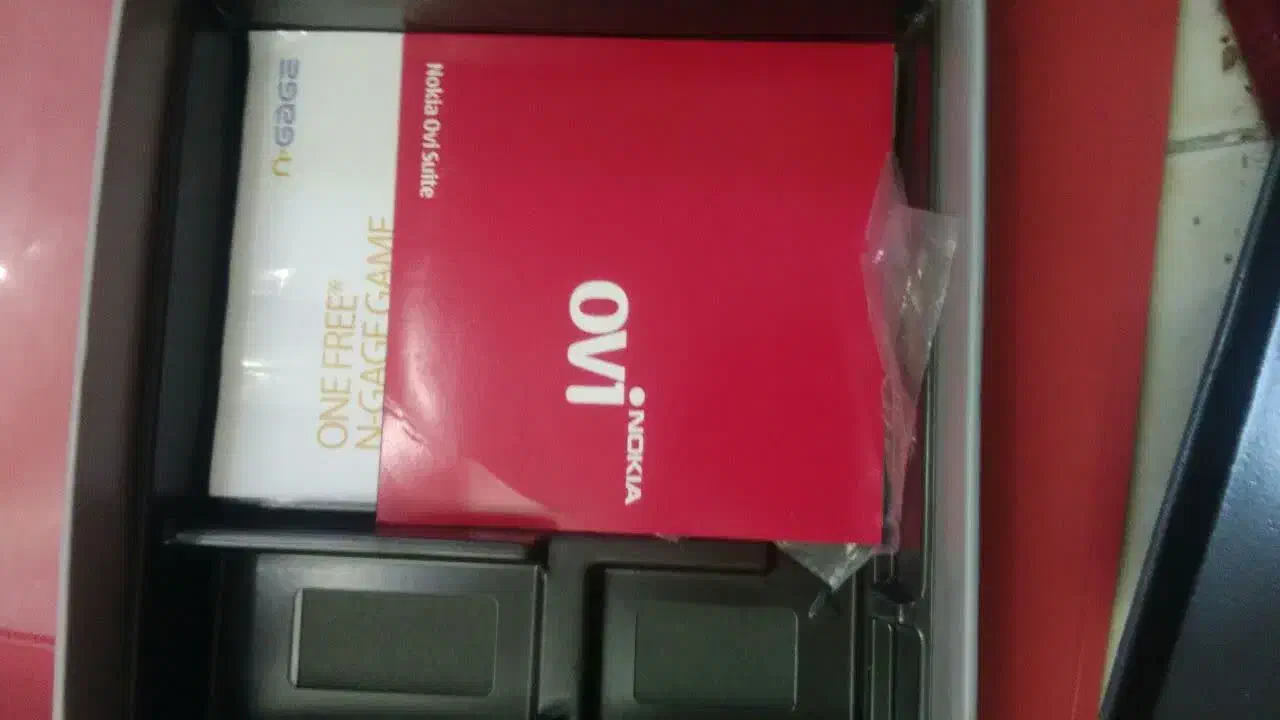 N·GAGE
ONE FREE*
N-GAGE GAME
Nokia Ovi Suite
ovi
NOKIA